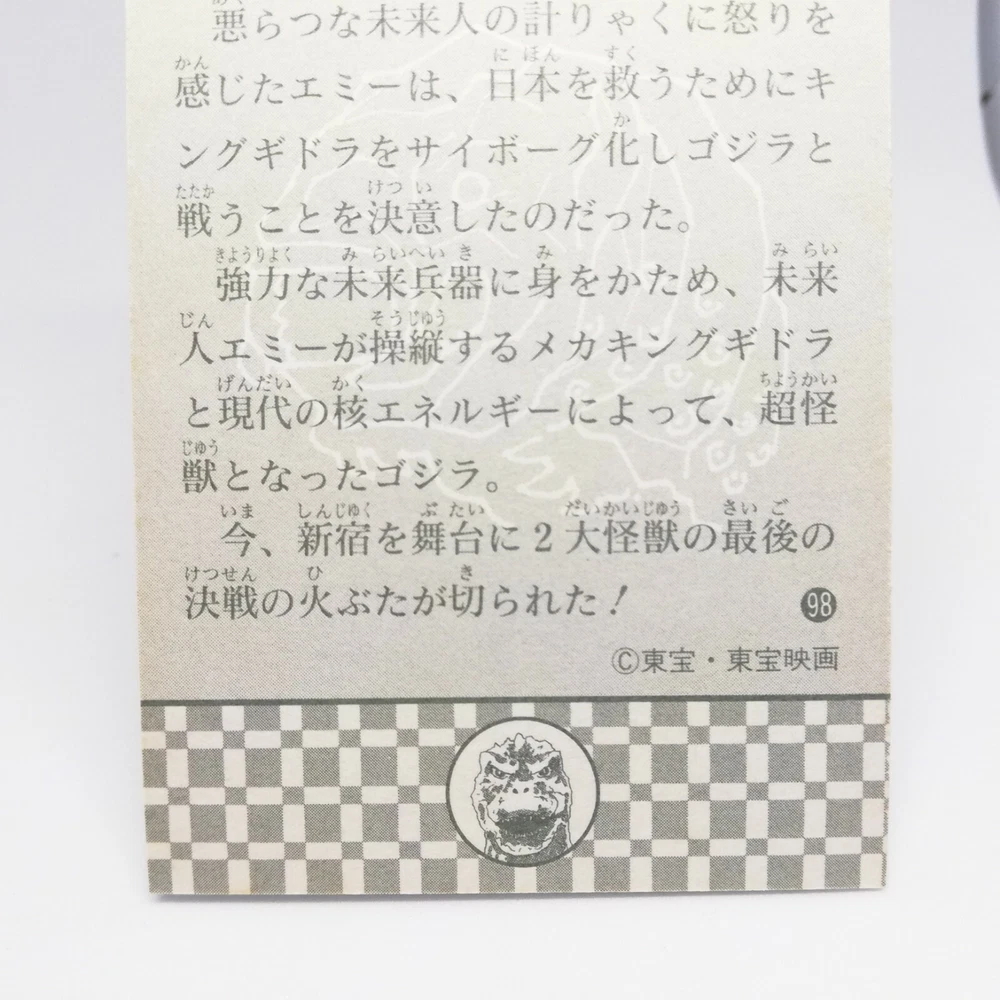 悪らつな未来人の計りゃくに怒りを
感じたエミーは、日本を救うためにキ
ングギドラをサイボーグ化しゴジラと
戦うことを決意したのだった。
強力な未来兵器に身をかため、未来
人エミーが操縦するメカキングギドラ
と現代の核エネルギーによって、超怪
獣となったゴジラ。
今、新宿を舞台に2大怪獣の最後の
決戦の火ぶたが切られた！
98
©東宝・東宝映画